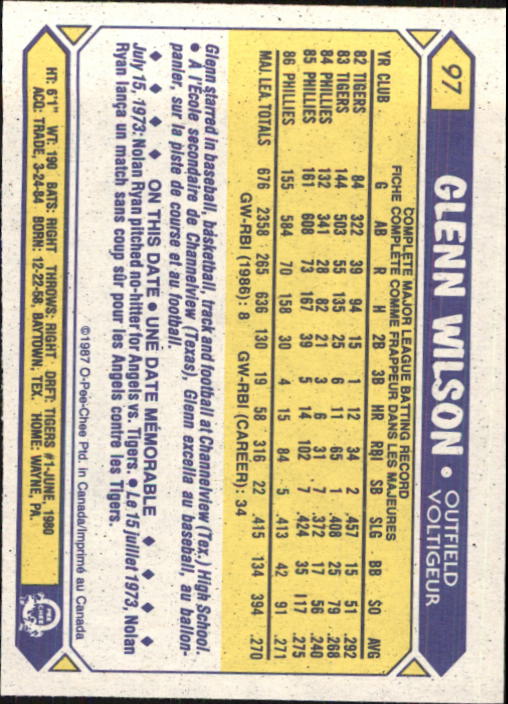 97
GLENN WILSON • OUTFIELD
VOLTIGEUR
COMPLETE MAJOR LEAGUE BATTING RECORD
FICHE COMPLÈTE COMME FRAPPEUR DANS LES MAJEURES
YR CLUB G AB R H 2B 3B HR RBI SB SLG BB SO AVG
82 TIGERS 84 322 39 94 15 1 12 34 2 .457 15 51 .292
83 TIGERS 144 503 55 135 25 6 11 65 1 .408 25 79 .268
84 PHILLIES 132 341 28 82 21 3 6 31 7 .372 17 56 .240
85 PHILLIES 161 608 73 167 39 5 14 102 7 .424 35 117 .275
86 PHILLIES 155 584 70 158 30 4 15 84 5 .413 42 91 .271
MAJ. LEA. TOTALS 676 2358 265 636 130 19 58 316 22 .415 134 394 .270
GW-RBI (1986): 8 GW-RBI (CAREER): 34
Glenn starred in baseball, basketball, track and football at Channelview (Tex.) High School.
• A l'École secondaire de Channelview (Texas), Glenn excella au baseball, au ballon-
panier, sur la piste de course et au football.
♦ ♦ ♦ ♦ ON THIS DATE • UNE DATE MÉMORABLE ♦ ♦ ♦ ♦
July 15, 1973: Nolan Ryan pitched no-hitter for Angels vs. Tigers. • Le 15 juillet 1973, Nolan
Ryan lança un match sans coup sûr pour les Angels contre les Tigers.
©1987 O-Pee-Chee Ptd. in Canada/Imprimé au Canada
HT: 6'1" WT: 190 BATS: RIGHT THROWS: RIGHT DRFT: TIGERS #1-JUNE, 1980
ACQ: TRADE, 3-24-84 BORN: 12-22-58, BAYTOWN, TEX. HOME: WAYNE, PA.
O-PEE-CHEE